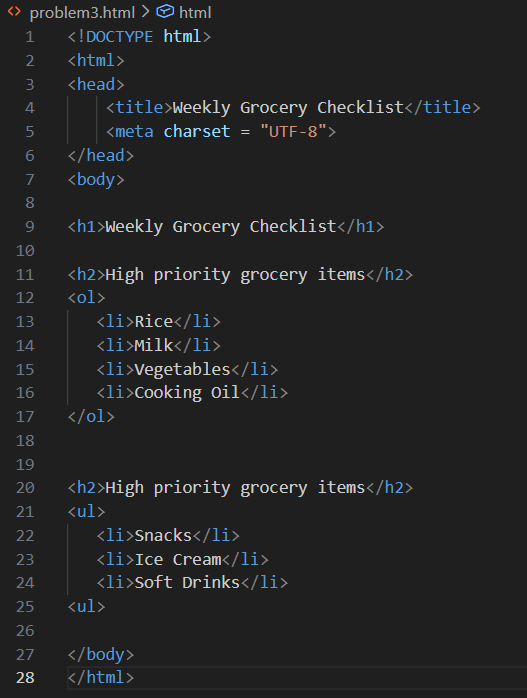 problem3.html > html
1 <!DOCTYPE html>
2 <html>
3 <head>
4     <title>Weekly Grocery Checklist</title>
5     <meta charset = "UTF-8">
6 </head>
7 <body>
8
9 <h1>Weekly Grocery Checklist</h1>
10
11 <h2>High priority grocery items</h2>
12 <ol>
13    <li>Rice</li>
14    <li>Milk</li>
15    <li>Vegetables</li>
16    <li>Cooking Oil</li>
17 </ol>
18
19
20 <h2>High priority grocery items</h2>
21 <ul>
22    <li>Snacks</li>
23    <li>Ice Cream</li>
24    <li>Soft Drinks</li>
25 <ul>
26
27 </body>
28 </html>